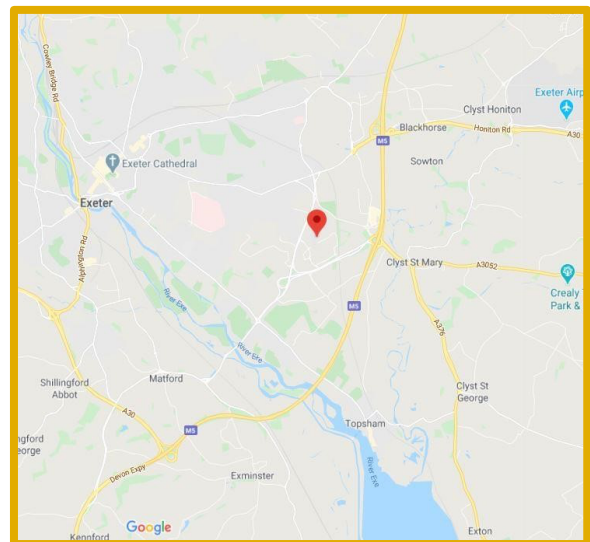 Cowley Bridge Rd
Clyst Honiton
Exeter Airp
Blackhorse
Honiton Rd
A30
M5
Exeter Cathedral
Sowton
Exeter
Alphington Rd
Clyst St Mary
A3052
Crealy
Park &
River Exe
M5
A376
River Exe
Shillingford
Abbot
Matford
Clyst St
George
A30
ngford
eorge
M5
Topsham
Devon Expy
River Exe
Exminster
Google
Kennford
Exton